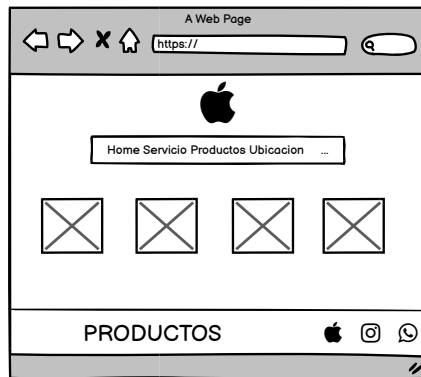 A Web Page
https://
Home Servicio Productos Ubicacion ...
PRODUCTOS